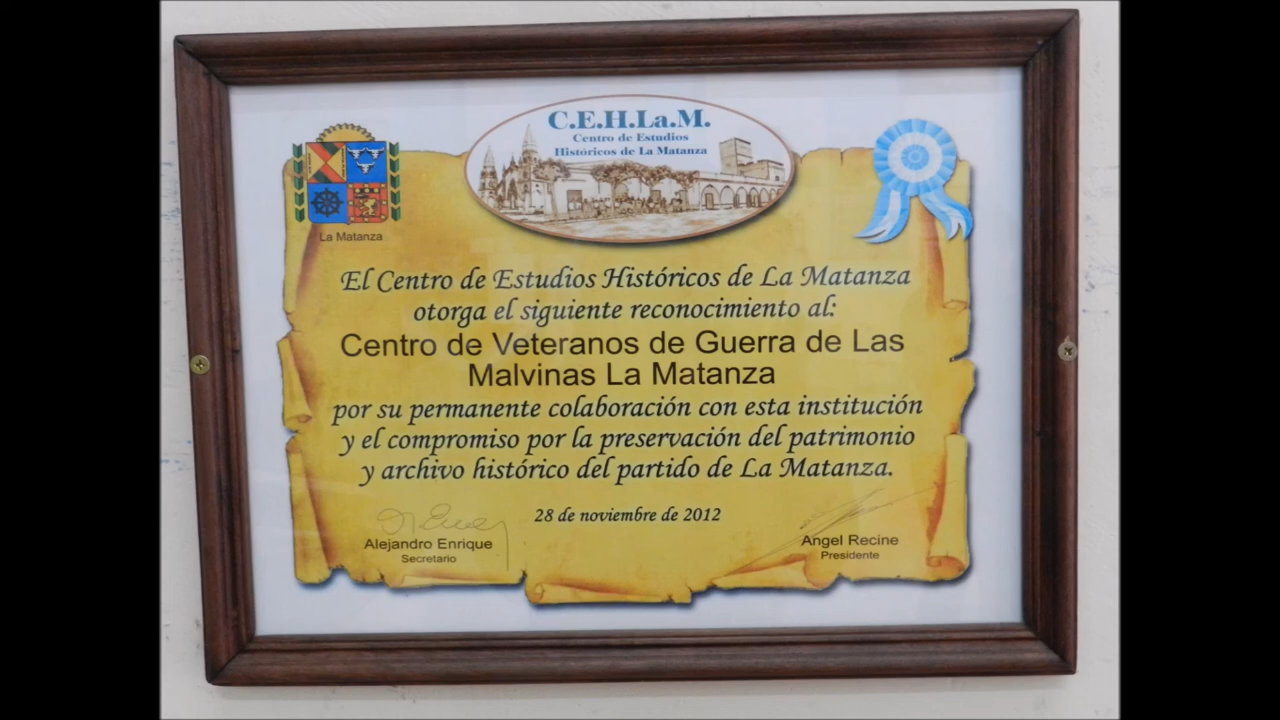 C.E.H.La.M.
Centro de Estudios
Históricos de La Matanza
La Matanza
El Centro de Estudios Históricos de La Matanza
otorga el siguiente reconocimiento al:
Centro de Veteranos de Guerra de Las
Malvinas La Matanza
por su permanente colaboración con esta institución
y el compromiso por la preservación del patrimonio
y archivo histórico del partido de La Matanza.
28 de noviembre de 2012
Alejandro Enrique
Secretario
Angel Recine
Presidente